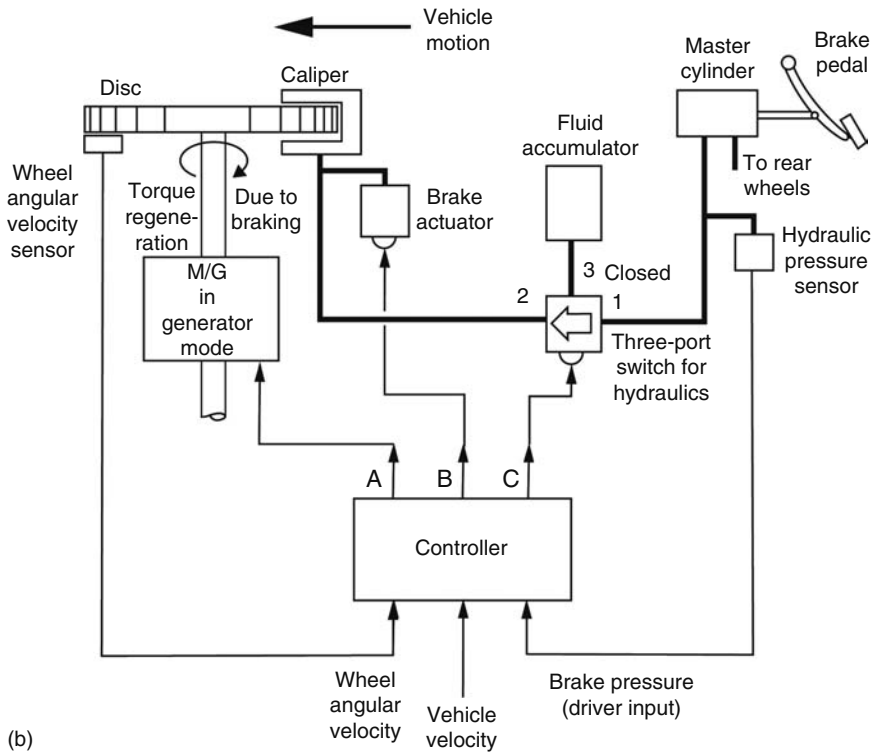 Vehicle
motion
Brake
pedal
Master
cylinder
Disc
Caliper
Fluid
accumulator
To rear
wheels
Wheel
angular
velocity
sensor
Torque
regene-
ration
Due to
braking
Brake
actuator
Hydraulic
pressure
sensor
M/G
in
generator
mode
3 Closed
2
1
Three-port
switch for
hydraulics
A
B
C
Controller
Wheel
angular
velocity
Vehicle
velocity
Brake pressure
(driver input)
(b)